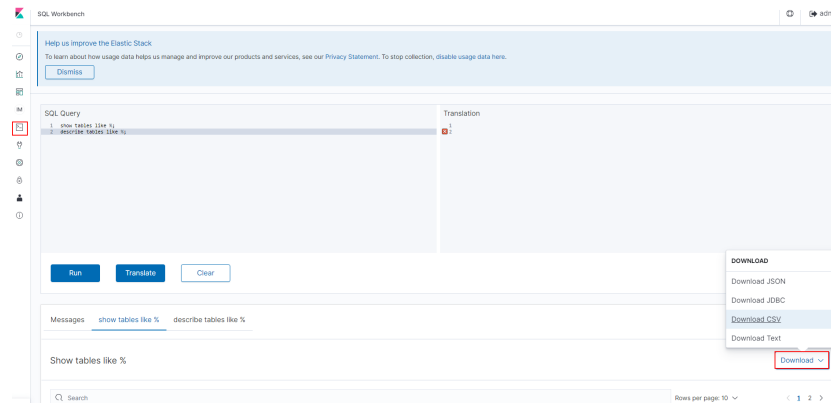 SQL Workbench
adm
Help us improve the Elastic Stack
To learn about how usage data helps us manage and improve our products and services, see our Privacy Statement. To stop collection, disable usage data here.
Dismiss
SQL Query
Translation
1 show tables like %;
2 describe tables like %;
1
2
IM
Run
Translate
Clear
DOWNLOAD
Download JSON
Download JDBC
Download CSV
Download Text
Messages
show tables like %
describe tables like %
Show tables like %
Download
Search
Rows per page: 10
1 2